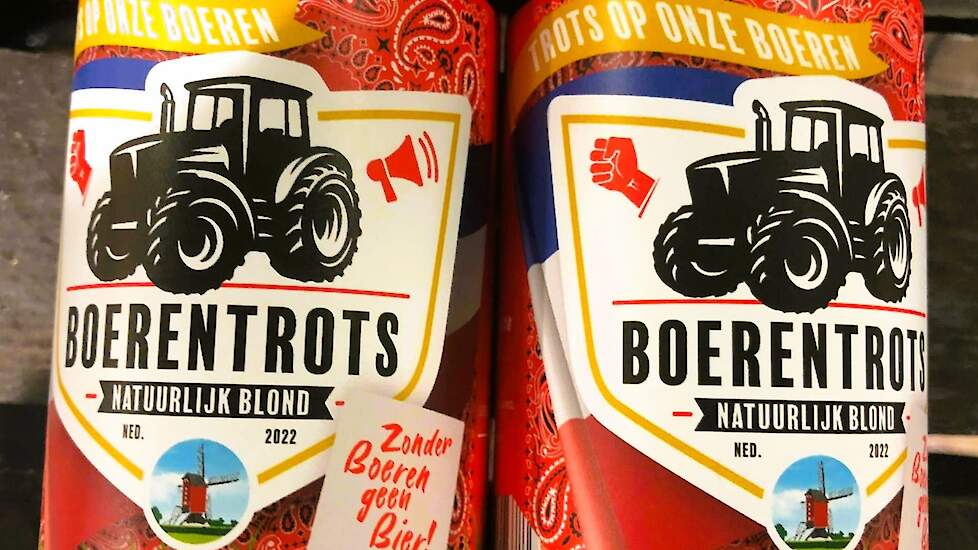 S OP ONZE BOEREN
BOERENTROTS
NATUURLIJK BLOND
NED. 2022
Zonder
Boeren
geen
Bier!
TROTS OP ONZE BOEREN
BOERENTROTS
NATUURLIJK BLOND
NED. 2022